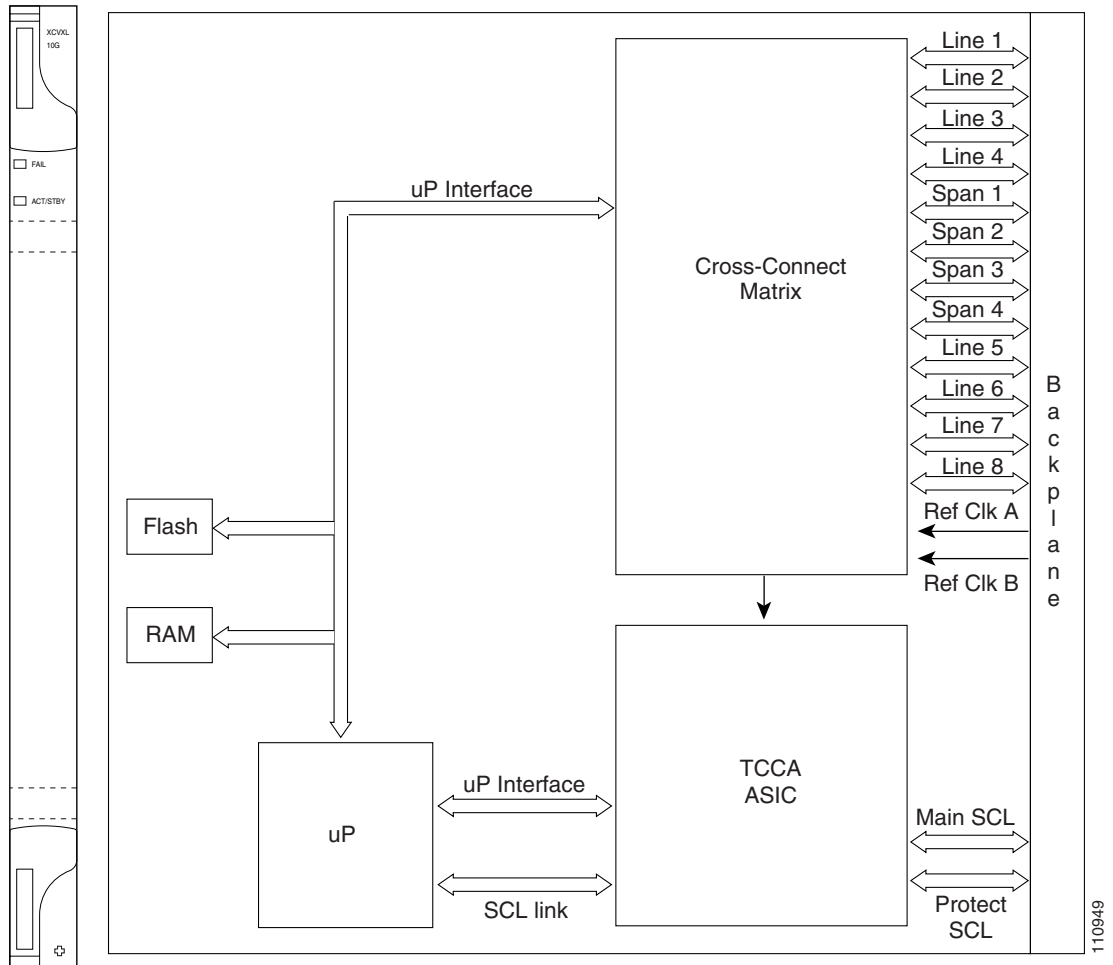 XCVXL
10G
FAIL
ACT/STBY
uP Interface
Cross-Connect
Matrix
Line 1
Line 2
Line 3
Line 4
Span 1
Span 2
Span 3
Span 4
Line 5
Line 6
Line 7
Line 8
Ref Clk A
Ref Clk B
Backplane
Flash
RAM
uP
uP Interface
SCL link
TCCA
ASIC
Main SCL
Protect
SCL
110949